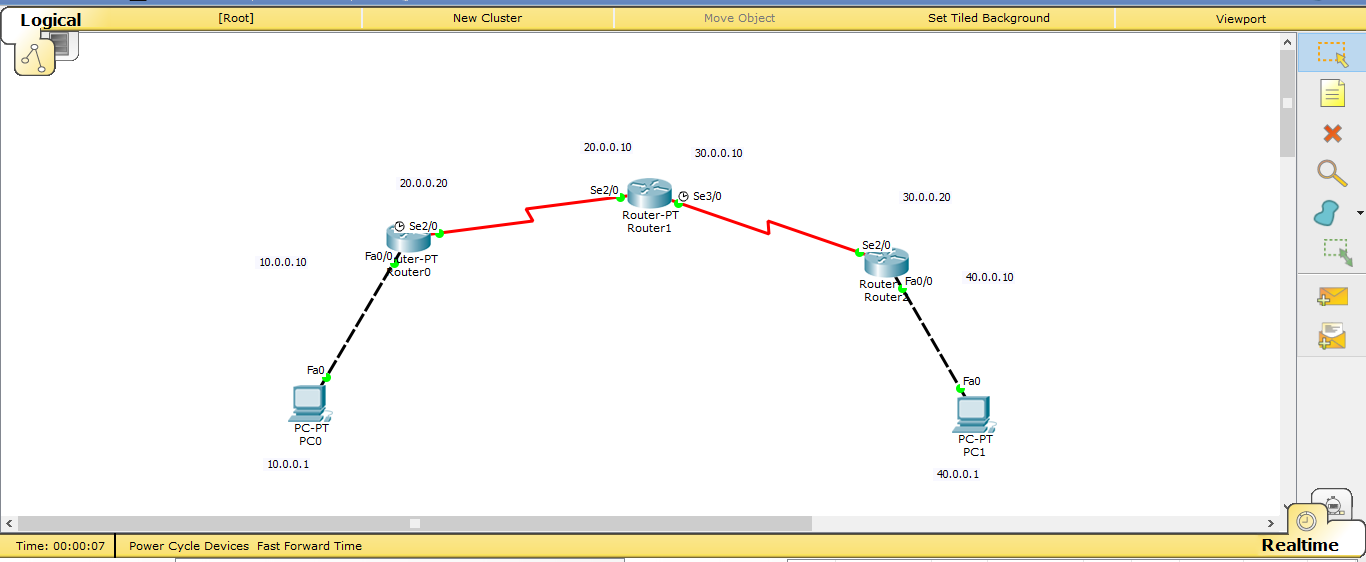 Logical
[Root]
New Cluster
Move Object
Set Tiled Background
Viewport
20.0.0.10
30.0.0.10
20.0.0.20
Se2/0
Se3/0
30.0.0.20
Router-PT
Router1
Se2/0
Se2/0
Fa0/0
uter-PT
Router0
10.0.0.10
Fa0/0
40.0.0.10
Router-
Router2
Fa0
Fa0
PC-PT
PC0
PC-PT
PC1
10.0.0.1
40.0.0.1
Time: 00:00:07
Power Cycle Devices Fast Forward Time
Realtime